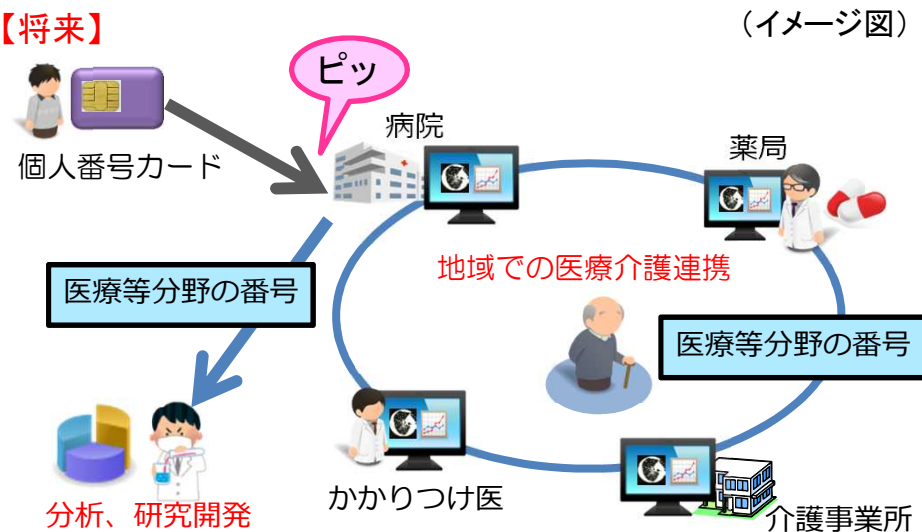 【将来】
(イメージ図)
ピッ
個人番号カード
病院
薬局
地域での医療介護連携
医療等分野の番号
医療等分野の番号
かかりつけ医
分析、研究開発
介護事業所